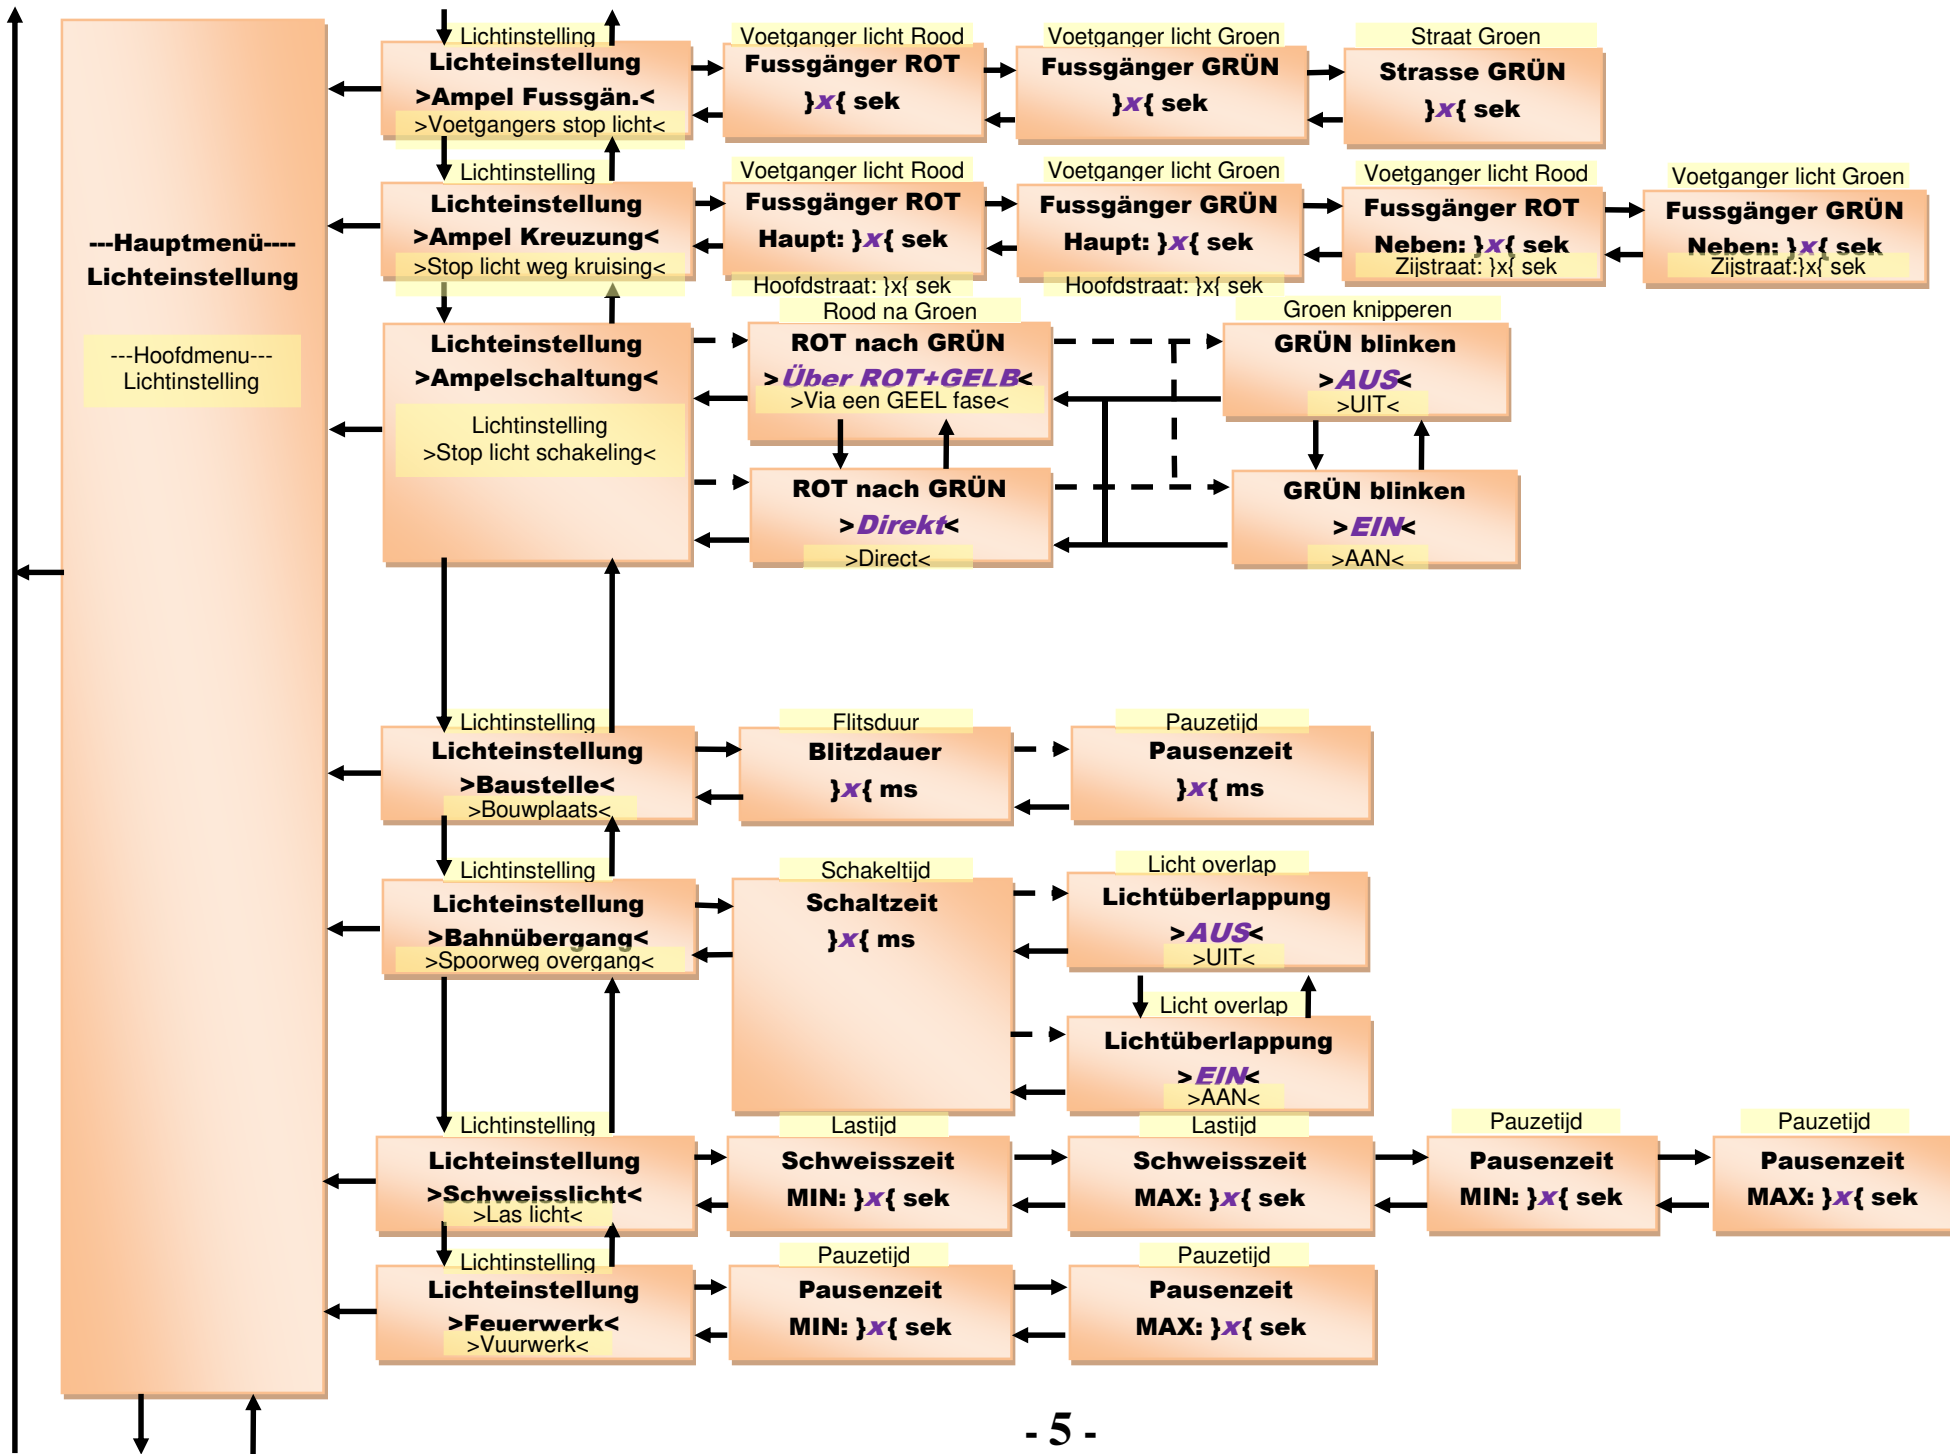 ---Hauptmenü----
Lichteinstellung
---Hoofdmenu---
Lichtinstelling
Lichtinstelling
Lichteinstellung
>Ampel Fussgän.<
>Voetgangers stop licht<
Voetganger licht Rood
Fussgänger ROT
}x{ sek
Voetganger licht Groen
Fussgänger GRÜN
}x{ sek
Straat Groen
Strasse GRÜN
}x{ sek
Lichtinstelling
Lichteinstellung
>Ampel Kreuzung<
>Stop licht weg kruising<
Voetganger licht Rood
Fussgänger ROT
Haupt: }x{ sek
Hoofdstraat: }x{ sek
Voetganger licht Groen
Fussgänger GRÜN
Haupt: }x{ sek
Hoofdstraat: }x{ sek
Voetganger licht Rood
Fussgänger ROT
Neben: }x{ sek
Zijstraat: }x{ sek
Voetganger licht Groen
Fussgänger GRÜN
Neben: }x{ sek
Zijstraat:}x{ sek
Lichteinstellung
>Ampelschaltung<
Lichtinstelling
>Stop licht schakeling<
Rood na Groen
ROT nach GRÜN
>Über ROT+GELB<
>Via een GEEL fase<
Groen knipperen
GRÜN blinken
>AUS<
>UIT<
ROT nach GRÜN
>Direkt<
>Direct<
GRÜN blinken
>EIN<
>AAN<
Lichtinstelling
Lichteinstellung
>Baustelle<
>Bouwplaats<
Flitsduur
Blitzdauer
}x{ ms
Pauzetijd
Pausenzeit
}x{ ms
Lichtinstelling
Lichteinstellung
>Bahnübergang<
>Spoorweg overgang<
Schakeltijd
Schaltzeit
}x{ ms
Licht overlap
Lichtüberlappung
>AUS<
>UIT<
Licht overlap
Lichtüberlappung
>EIN<
>AAN<
Lichtinstelling
Lichteinstellung
>Schweisslicht<
>Las licht<
Lastijd
Schweisszeit
MIN: }x{ sek
Lastijd
Schweisszeit
MAX: }x{ sek
Pauzetijd
Pausenzeit
MIN: }x{ sek
Pauzetijd
Pausenzeit
MAX: }x{ sek
Lichtinstelling
Lichteinstellung
>Feuerwerk<
>Vuurwerk<
Pauzetijd
Pausenzeit
MIN: }x{ sek
Pauzetijd
Pausenzeit
MAX: }x{ sek
- 5 -